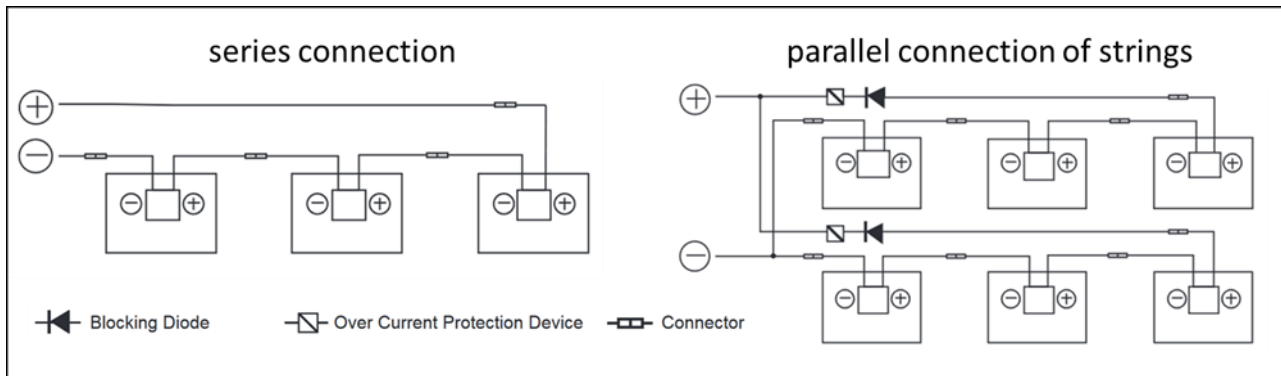 series connection
parallel connection of strings
+
−
− + − + − +
+
−
− + − + − +
− + − + − +
Blocking Diode Over Current Protection Device Connector